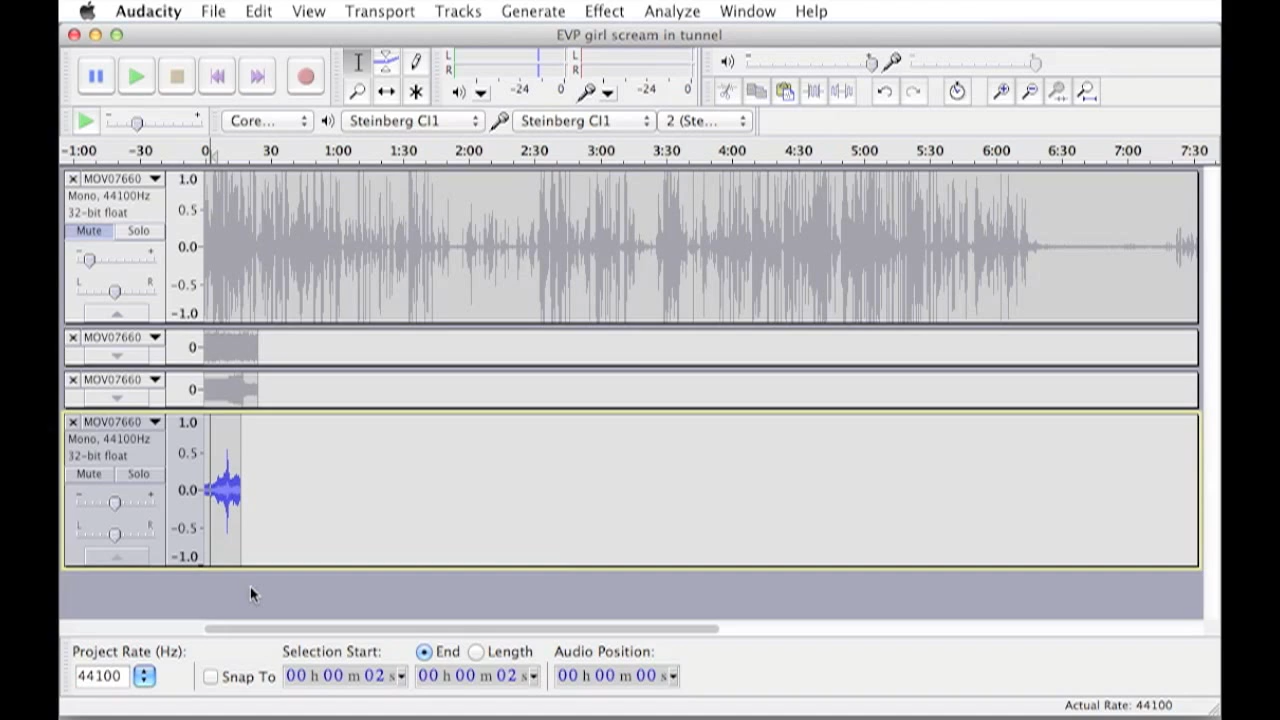 Audacity File Edit View Transport Tracks Generate Effect Analyze Window Help
EVP girl scream in tunnel
L L
R R
-24 0 -24 0
Core... Steinberg CI1 Steinberg CI1 2 (Ste...
-1:00 -30 0 30 1:00 1:30 2:00 2:30 3:00 3:30 4:00 4:30 5:00 5:30 6:00 6:30 7:00 7:30
MOV07660 1.0
Mono, 44100Hz
32-bit float 0.5
Mute Solo 0.0
- +
L R -0.5
-1.0
MOV07660
0
MOV07660
0
MOV07660 1.0
Mono, 44100Hz
32-bit float 0.5
Mute Solo 0.0
- +
L R -0.5
-1.0
Project Rate (Hz): Selection Start: End Length Audio Position:
44100 Snap To 00 h 00 m 02 s 00 h 00 m 02 s 00 h 00 m 00 s
Actual Rate: 44100